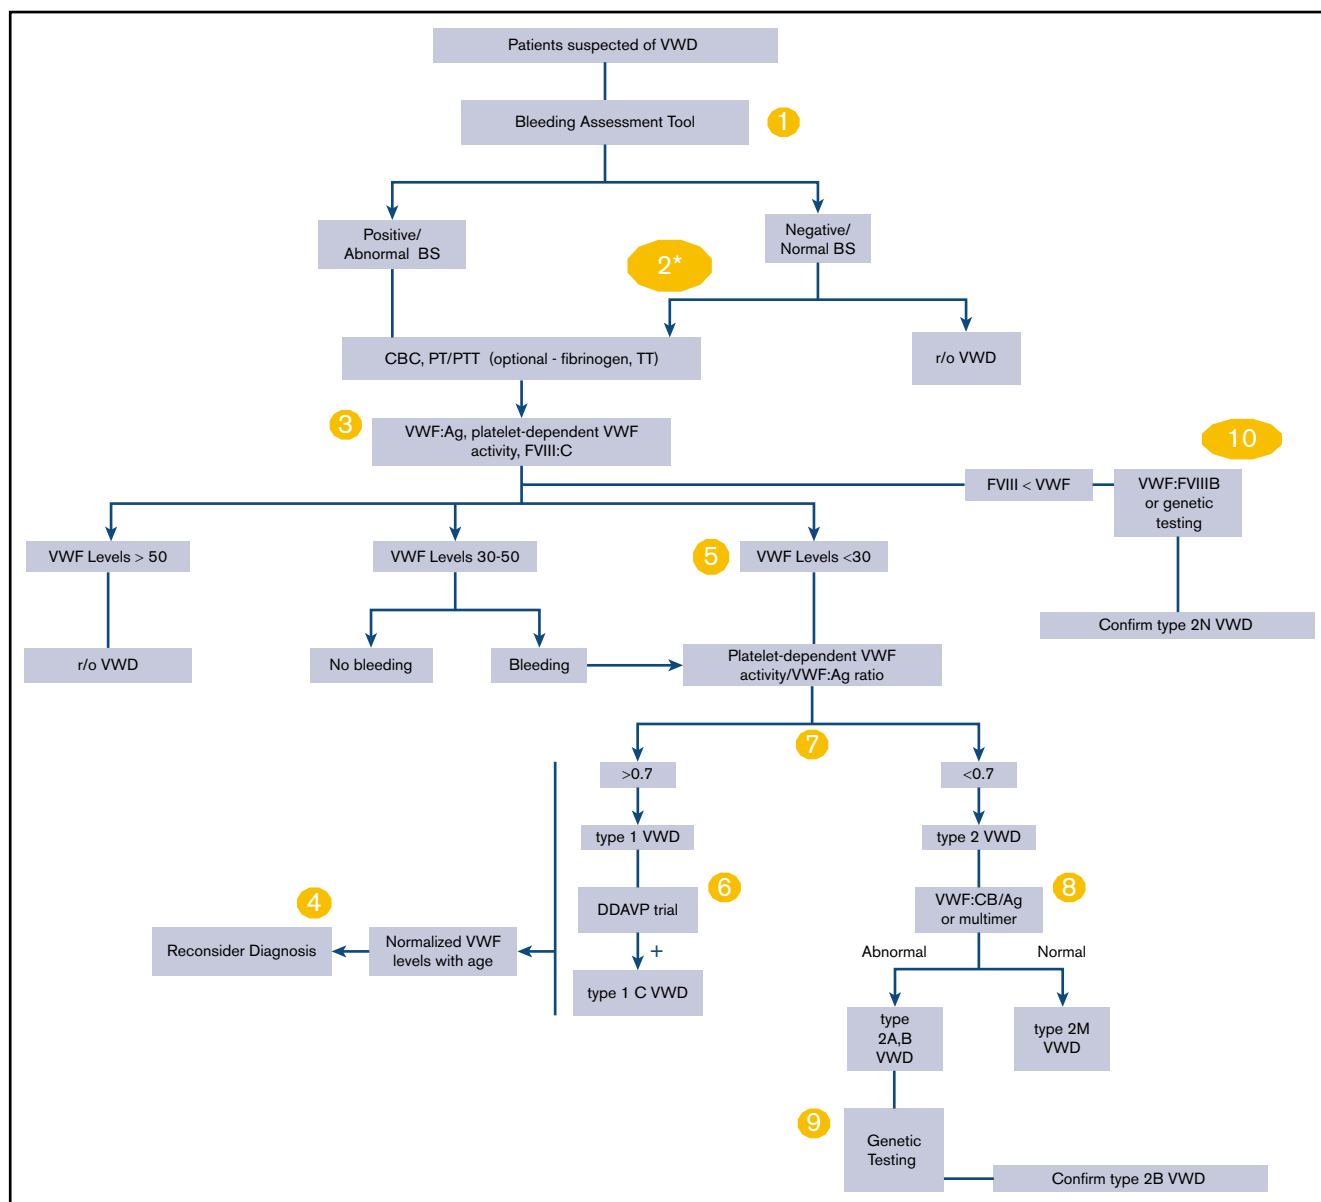 Patients suspected of VWD
Bleeding Assessment Tool
1
Positive/
Abnormal BS
Negative/
Normal BS
2*
CBC, PT/PTT (optional - fibrinogen, TT)
r/o VWD
3
VWF:Ag, platelet-dependent VWF
activity, FVIII:C
10
FVIII < VWF
VWF:FVIIIB
or genetic
testing
VWF Levels > 50
VWF Levels 30-50
5
VWF Levels <30
Confirm type 2N VWD
r/o VWD
No bleeding
Bleeding
Platelet-dependent VWF
activity/VWF:Ag ratio
7
>0.7
<0.7
type 1 VWD
type 2 VWD
6
DDAVP trial
VWF:CB/Ag
or multimer
8
4
Reconsider Diagnosis
Normalized VWF
levels with age
+
Abnormal
Normal
type 1 C VWD
type
2A,B
VWD
type 2M
VWD
9
Genetic
Testing
Confirm type 2B VWD